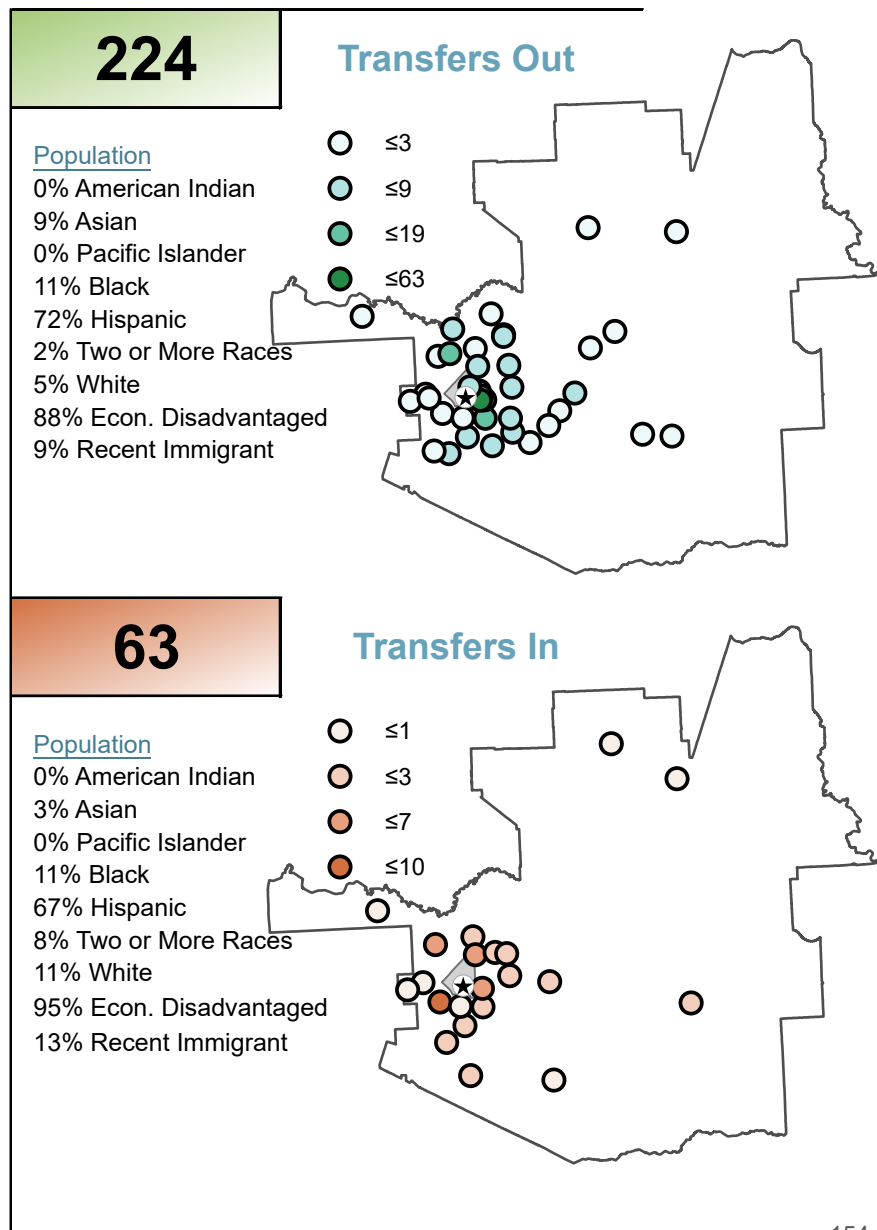 224
Transfers Out
Population
0% American Indian
9% Asian
0% Pacific Islander
11% Black
72% Hispanic
2% Two or More Races
5% White
88% Econ. Disadvantaged
9% Recent Immigrant
≤3
≤9
≤19
≤63
63
Transfers In
Population
0% American Indian
3% Asian
0% Pacific Islander
11% Black
67% Hispanic
8% Two or More Races
11% White
95% Econ. Disadvantaged
13% Recent Immigrant
≤1
≤3
≤7
≤10